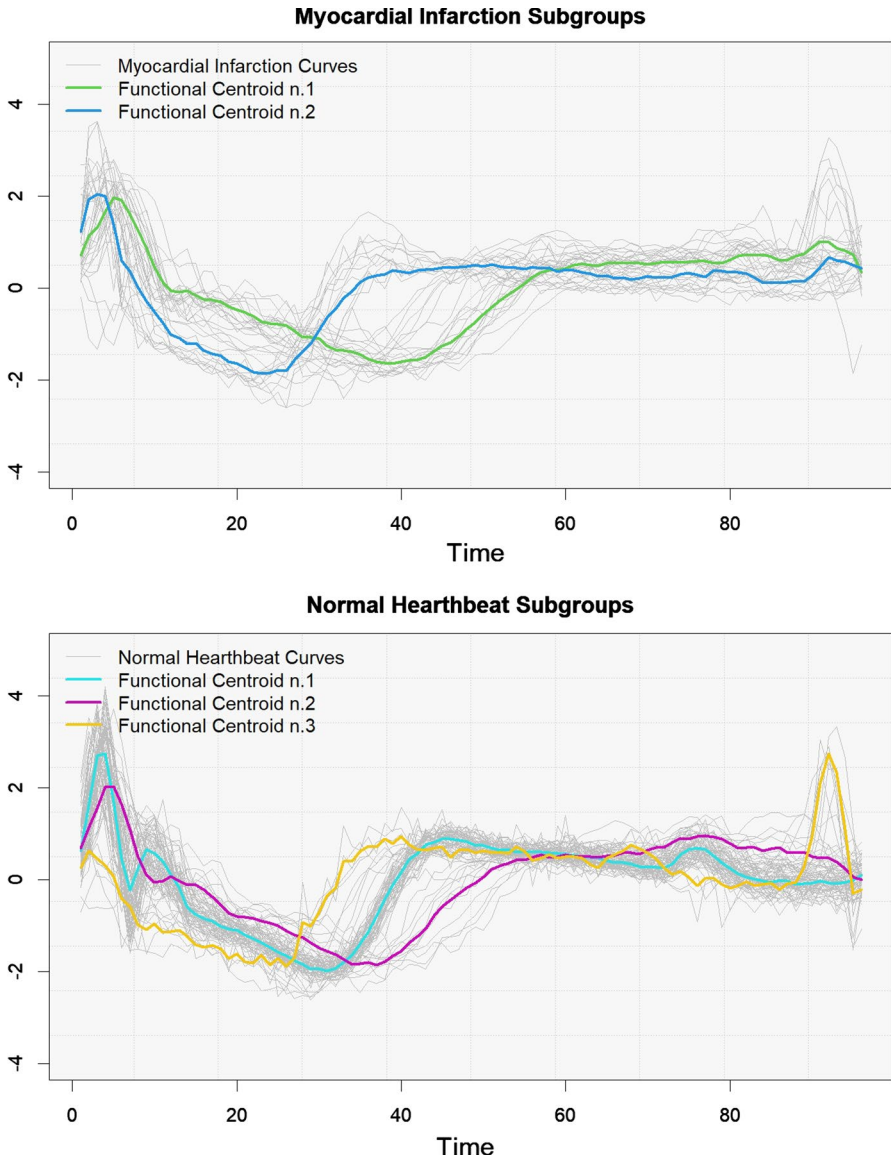 Myocardial Infarction Subgroups
Myocardial Infarction Curves
Functional Centroid n.1
Functional Centroid n.2
4
2
0
-2
-4
0 20 40 60 80
Time
Normal Hearthbeat Subgroups
Normal Hearthbeat Curves
Functional Centroid n.1
Functional Centroid n.2
Functional Centroid n.3
4
2
0
-2
-4
0 20 40 60 80
Time